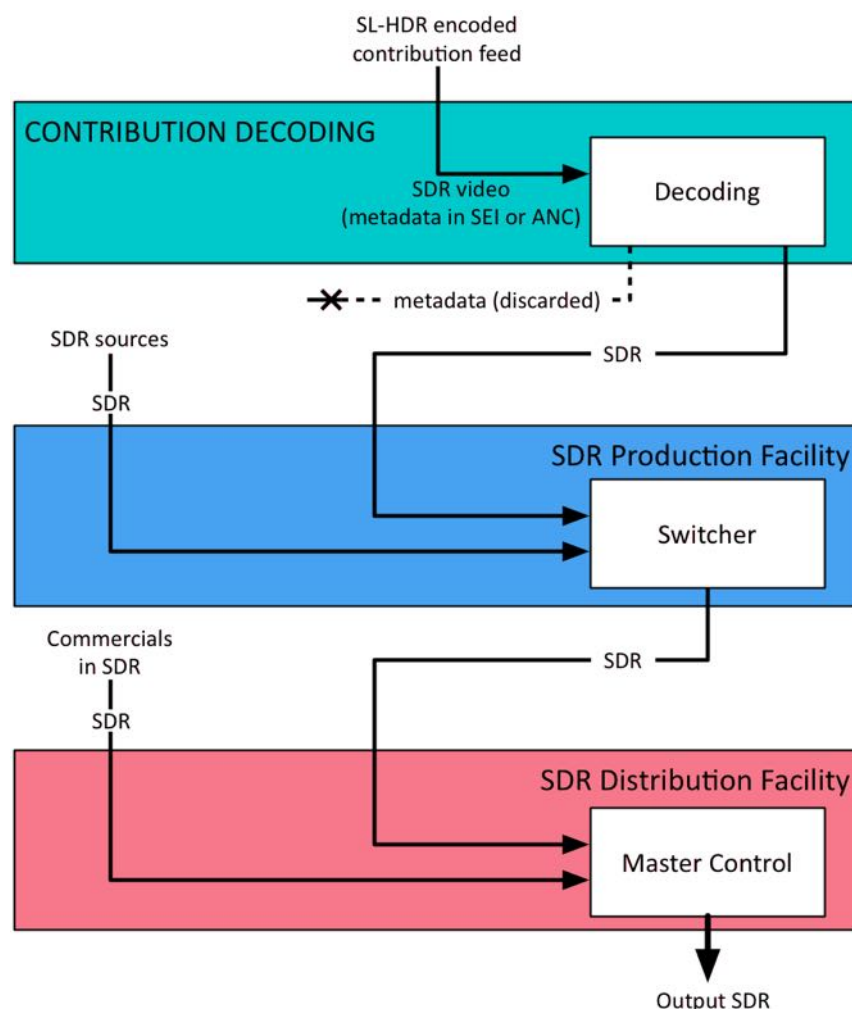 SL-HDR encoded
contribution feed
CONTRIBUTION DECODING
Decoding
SDR video
(metadata in SEI or ANC)
metadata (discarded)
SDR sources
SDR
SDR
SDR Production Facility
Switcher
Commercials
in SDR
SDR
SDR
SDR Distribution Facility
Master Control
Output SDR